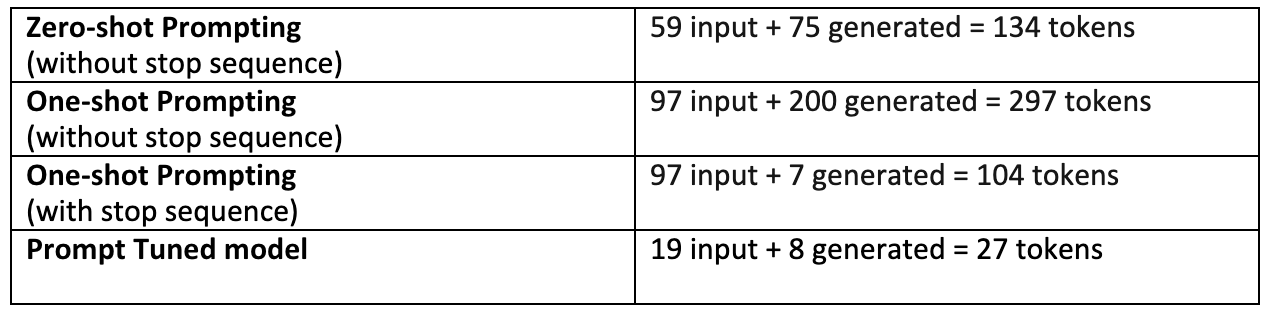 Zero-shot Prompting
(without stop sequence)
59 input + 75 generated = 134 tokens
One-shot Prompting
(without stop sequence)
97 input + 200 generated = 297 tokens
One-shot Prompting
(with stop sequence)
97 input + 7 generated = 104 tokens
Prompt Tuned model
19 input + 8 generated = 27 tokens